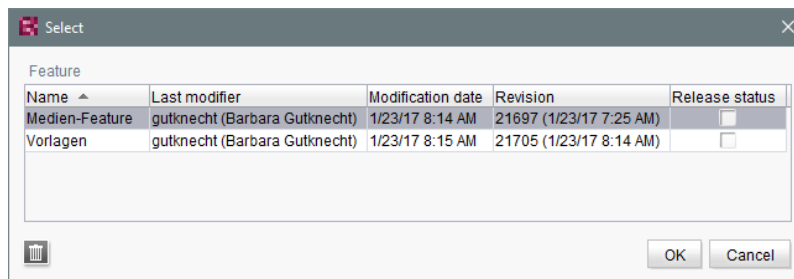 Select
Feature
Name Last modifier Modification date Revision Release status
Medien-Feature gutknecht (Barbara Gutknecht) 1/23/17 8:14 AM 21697 (1/23/17 7:25 AM)
Vorlagen gutknecht (Barbara Gutknecht) 1/23/17 8:15 AM 21705 (1/23/17 8:14 AM)
OK Cancel